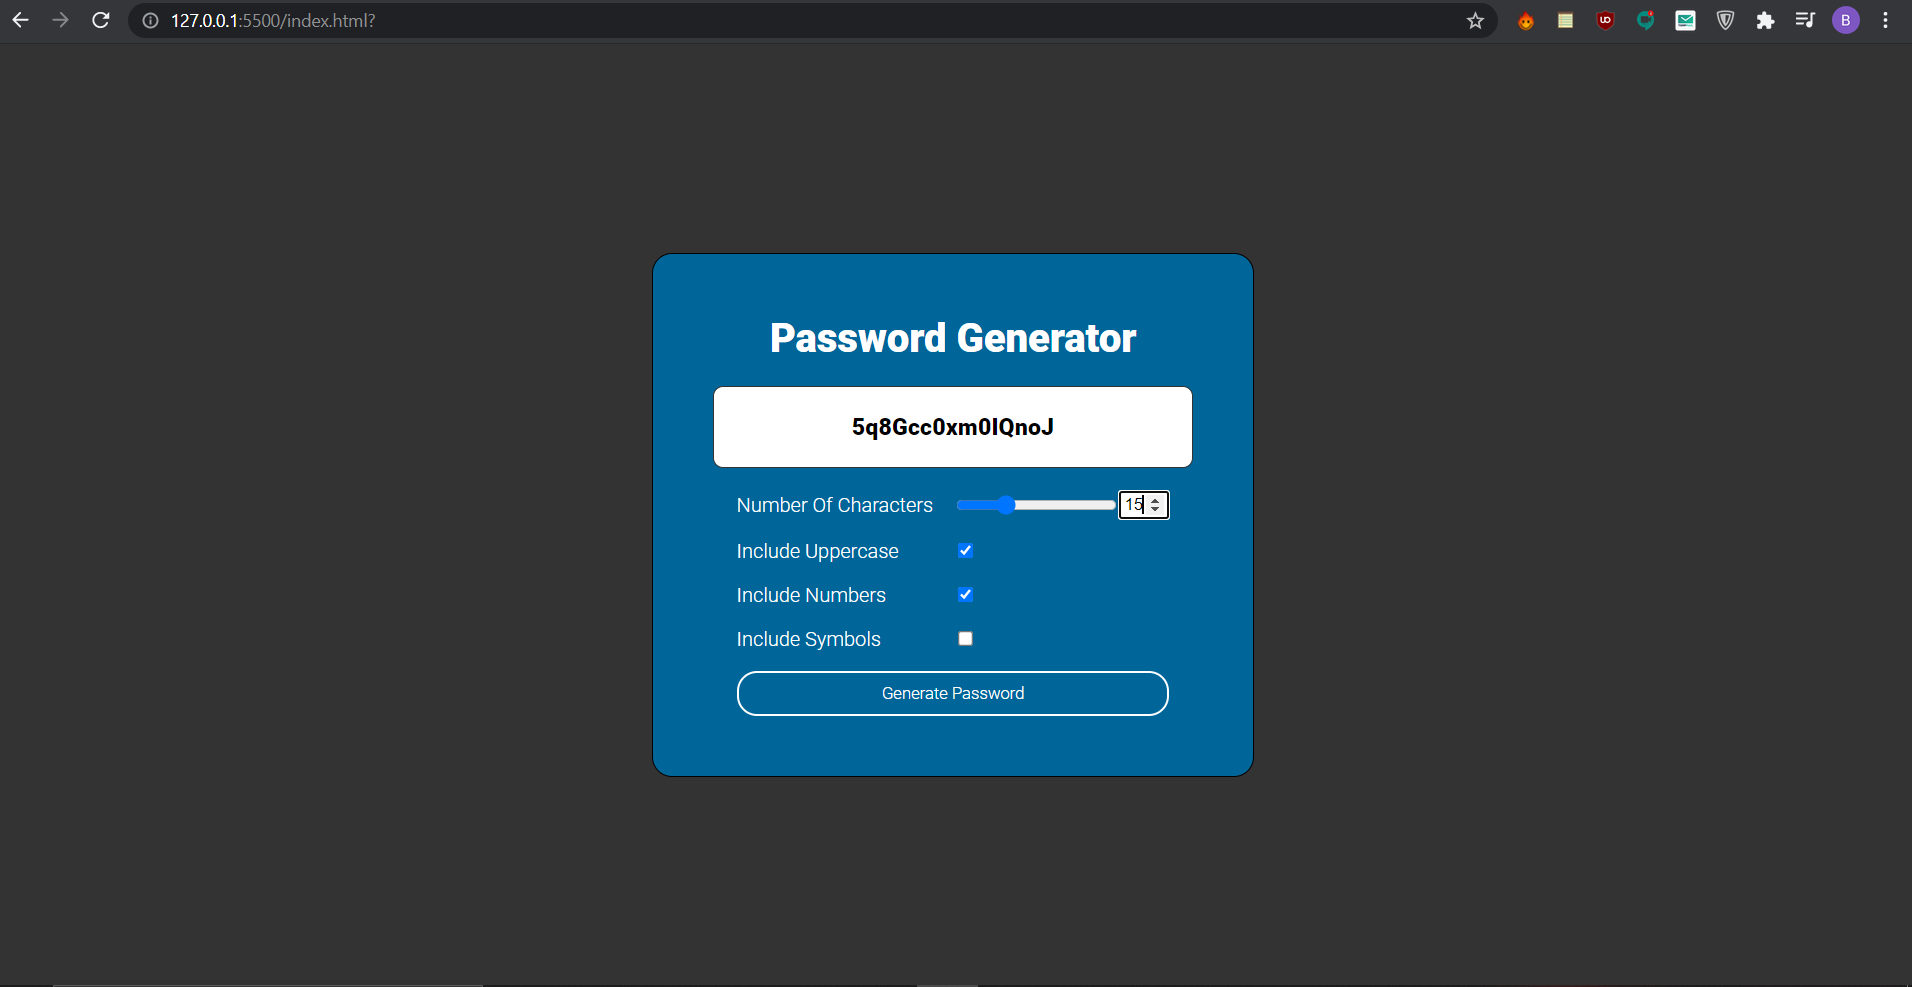 127.0.0.1:5500/index.html?
B
Password Generator
5q8Gcc0xm0IQnoJ
Number Of Characters 15
Include Uppercase
Include Numbers
Include Symbols
Generate Password